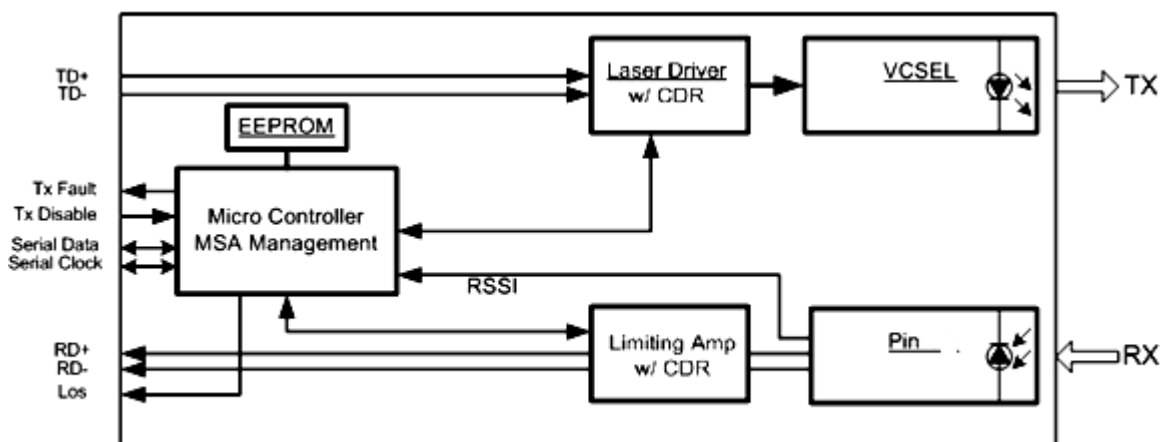 TD+
TD-
Laser Driver
w/ CDR
VCSEL
TX
EEPROM
Tx Fault
Tx Disable
Serial Data
Serial Clock
Micro Controller
MSA Management
RSSI
RD+
RD-
Los
Limiting Amp
w/ CDR
Pin
RX